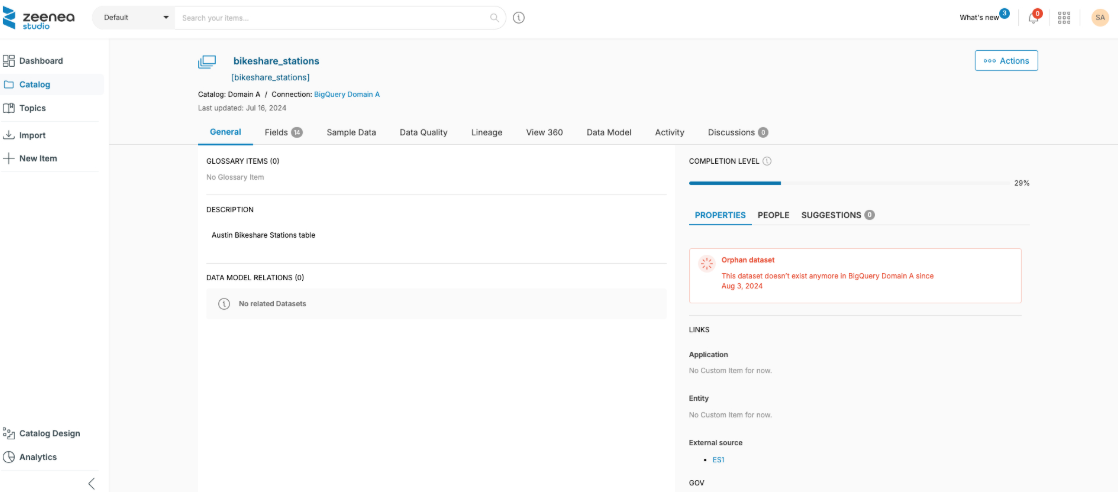 zeenea
studio
Default
Search your items...
What's new 3
0
SA
Dashboard
Catalog
Topics
Import
New Item
Catalog Design
Analytics
bikeshare_stations
[bikeshare_stations]
Catalog: Domain A / Connection: BigQuery Domain A
Last updated: Jul 16, 2024
Actions
General Fields 14 Sample Data Data Quality Lineage View 360 Data Model Activity Discussions 0
GLOSSARY ITEMS (0)
No Glossary Item
DESCRIPTION
Austin Bikeshare Stations table
DATA MODEL RELATIONS (0)
No related Datasets
COMPLETION LEVEL
29%
PROPERTIES PEOPLE SUGGESTIONS 0
Orphan dataset
This dataset doesn't exist anymore in BigQuery Domain A since
Aug 3, 2024
LINKS
Application
No Custom Item for now.
Entity
No Custom Item for now.
External source
• ES1
GOV